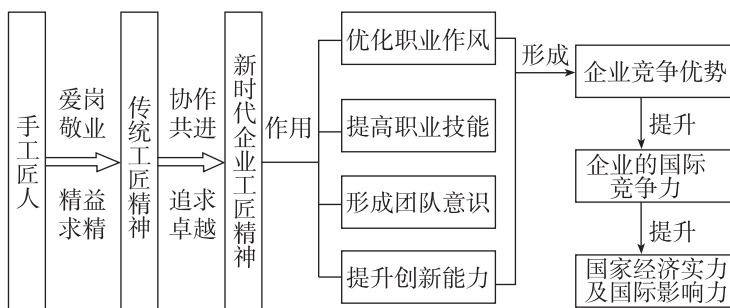 手工匠人
爱岗
敬业
精益
求精
传统工匠精神
协作
共进
追求
卓越
新时代企业工匠精神
作用
优化职业作风
提高职业技能
形成团队意识
提升创新能力
形成
企业竞争优势
提升
企业的国际
竞争力
提升
国家经济实力
及国际影响力